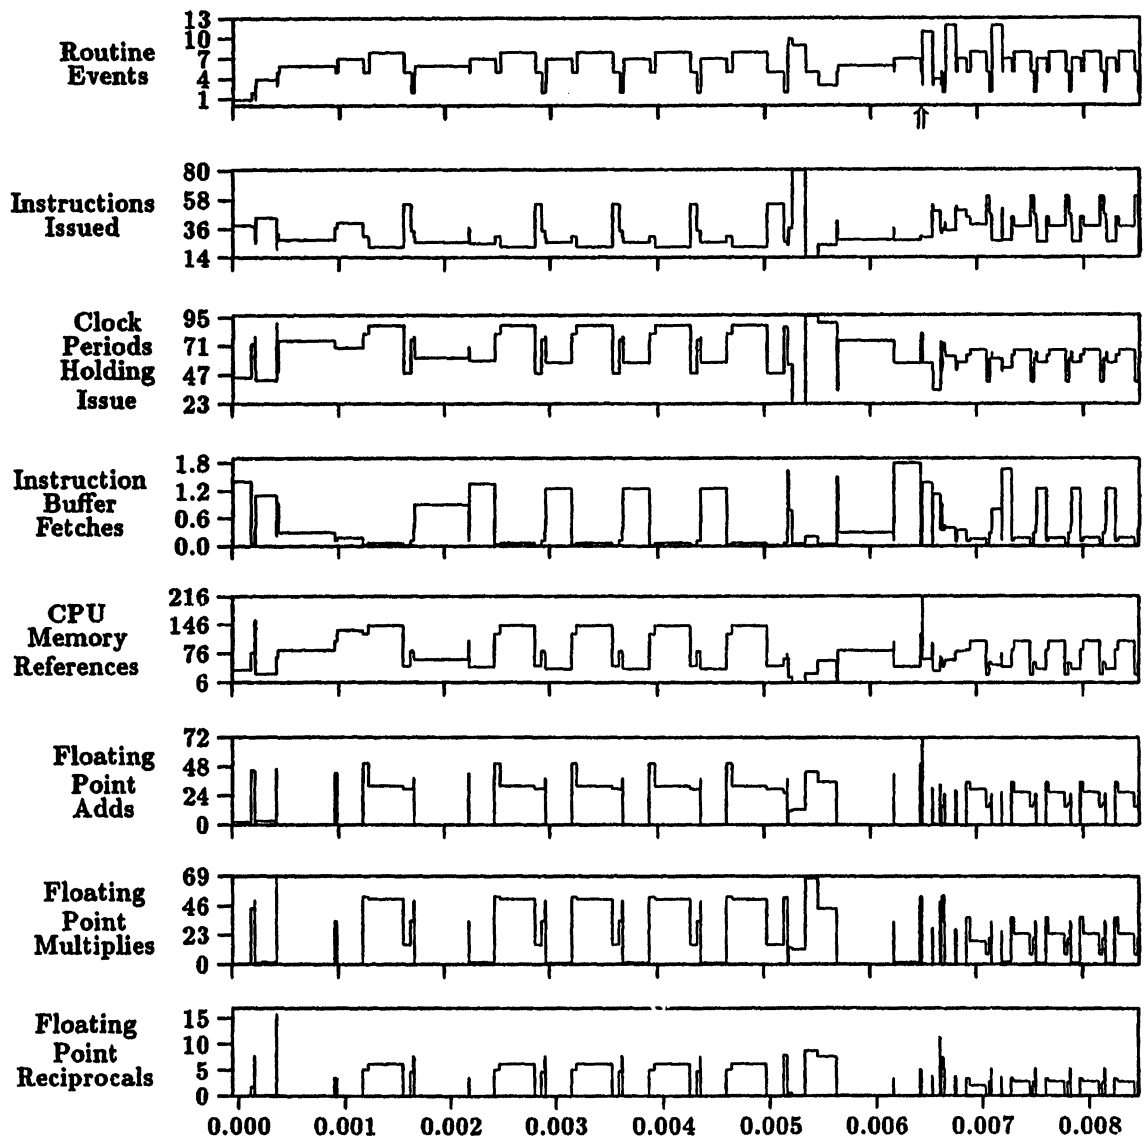 Routine
Events
13
10
7
4
1
Instructions
Issued
80
58
36
14
Clock
Periods
Holding
Issue
95
71
47
23
Instruction
Buffer
Fetches
1.8
1.2
0.6
0.0
CPU
Memory
References
216
146
76
6
Floating
Point
Adds
72
48
24
0
Floating
Point
Multiplies
69
46
23
0
Floating
Point
Reciprocals
15
10
5
0
0.000 0.001 0.002 0.003 0.004 0.005 0.006 0.007 0.008